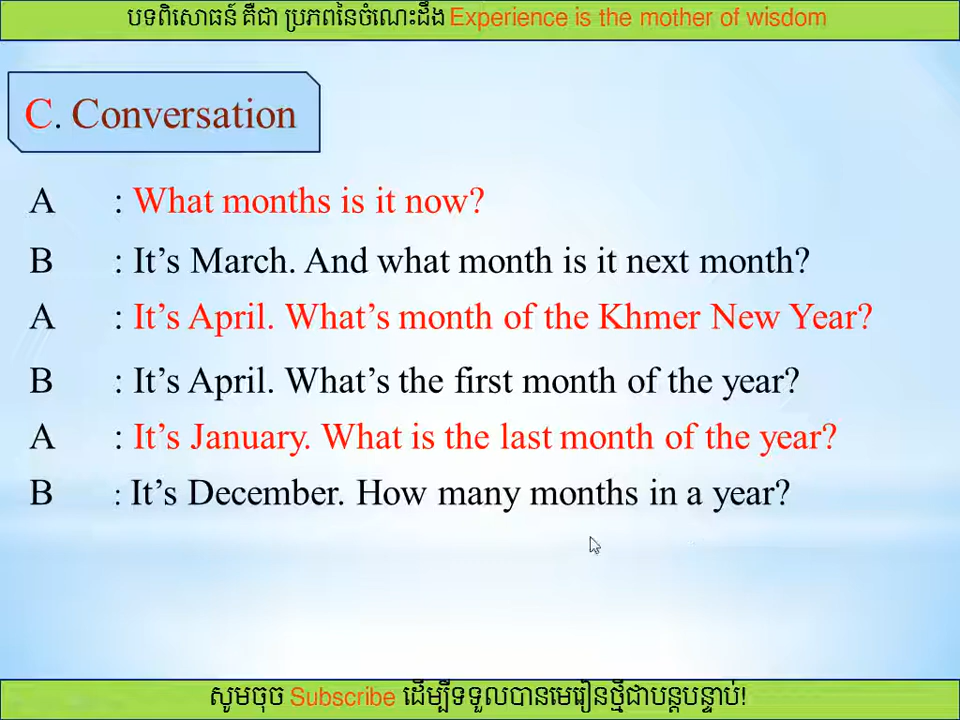 បទពិសោធន៍ គឺជា ប្រភពនៃចំណេះដឹង Experience is the mother of wisdom
C. Conversation
A : What months is it now?
B : It’s March. And what month is it next month?
A : It’s April. What’s month of the Khmer New Year?
B : It’s April. What’s the first month of the year?
A : It’s January. What is the last month of the year?
B : It’s December. How many months in a year?
សូមចុច Subscribe ដើម្បីទទួលបានមេរៀនថ្មីជាបន្តបន្ទាប់!